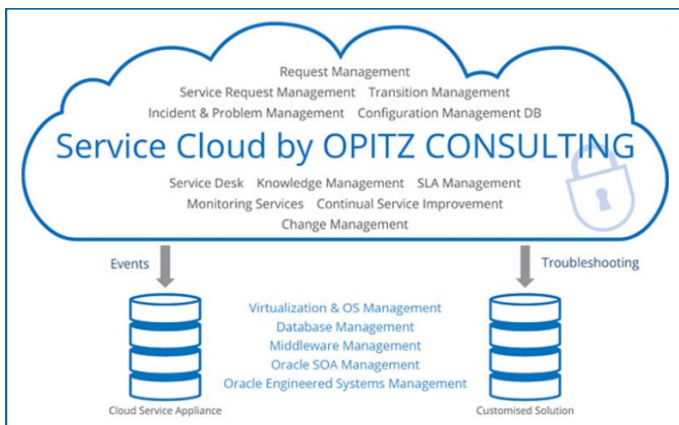 Request Management
Service Request Management Transition Management
Incident & Problem Management Configuration Management DB
Service Cloud by OPITZ CONSULTING
Service Desk Knowledge Management SLA Management
Monitoring Services Continual Service Improvement
Change Management
Events
Troubleshooting
Virtualization & OS Management
Database Management
Middleware Management
Oracle SOA Management
Oracle Engineered Systems Management
Cloud Service Appliance
Customised Solution